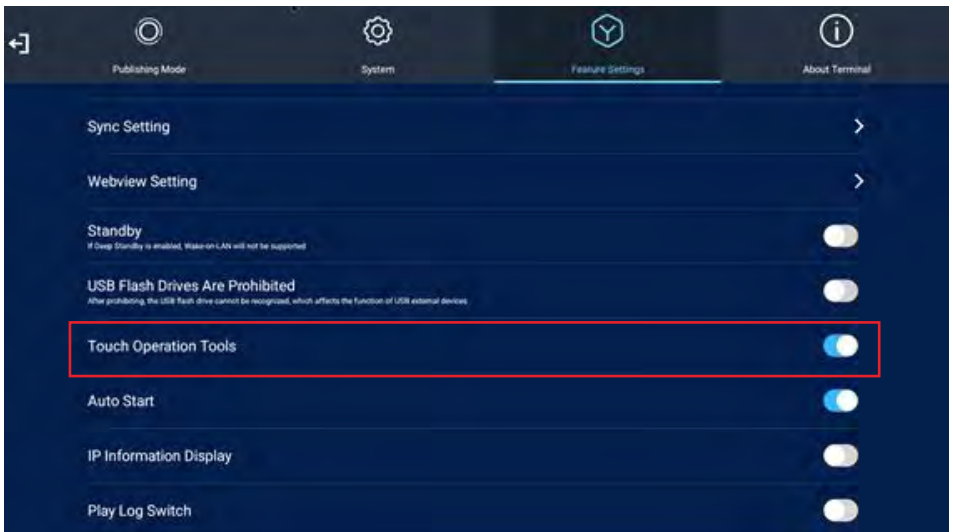 Publishing Mode
System
Feature Settings
About Terminal
Sync Setting
Webview Setting
Standby
If Deep Standby is enabled, Wake-on-LAN will not be supported
USB Flash Drives Are Prohibited
After prohibiting, the USB flash drive cannot be recognized, which affects the function of USB external devices
Touch Operation Tools
Auto Start
IP Information Display
Play Log Switch